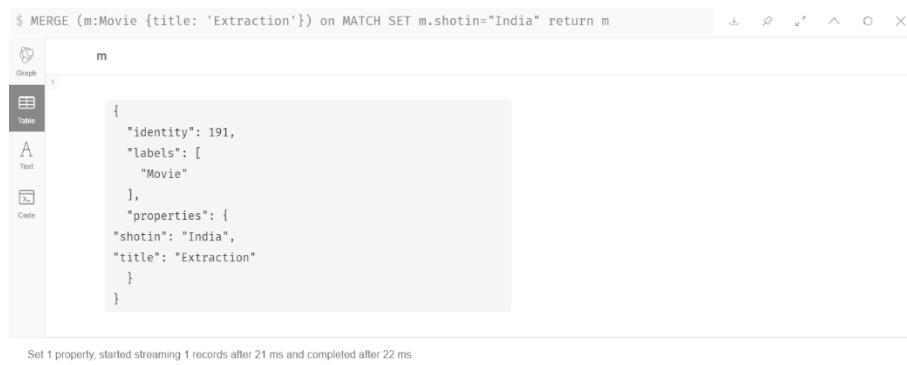 $ MERGE (m:Movie {title: 'Extraction'}) on MATCH SET m.shotin="India" return m
Graph
m
1
Table
{
"identity": 191,
"labels": [
"Movie"
],
"properties": {
"shotin": "India",
"title": "Extraction"
}
}
A
Text
Code
Set 1 property, started streaming 1 records after 21 ms and completed after 22 ms.